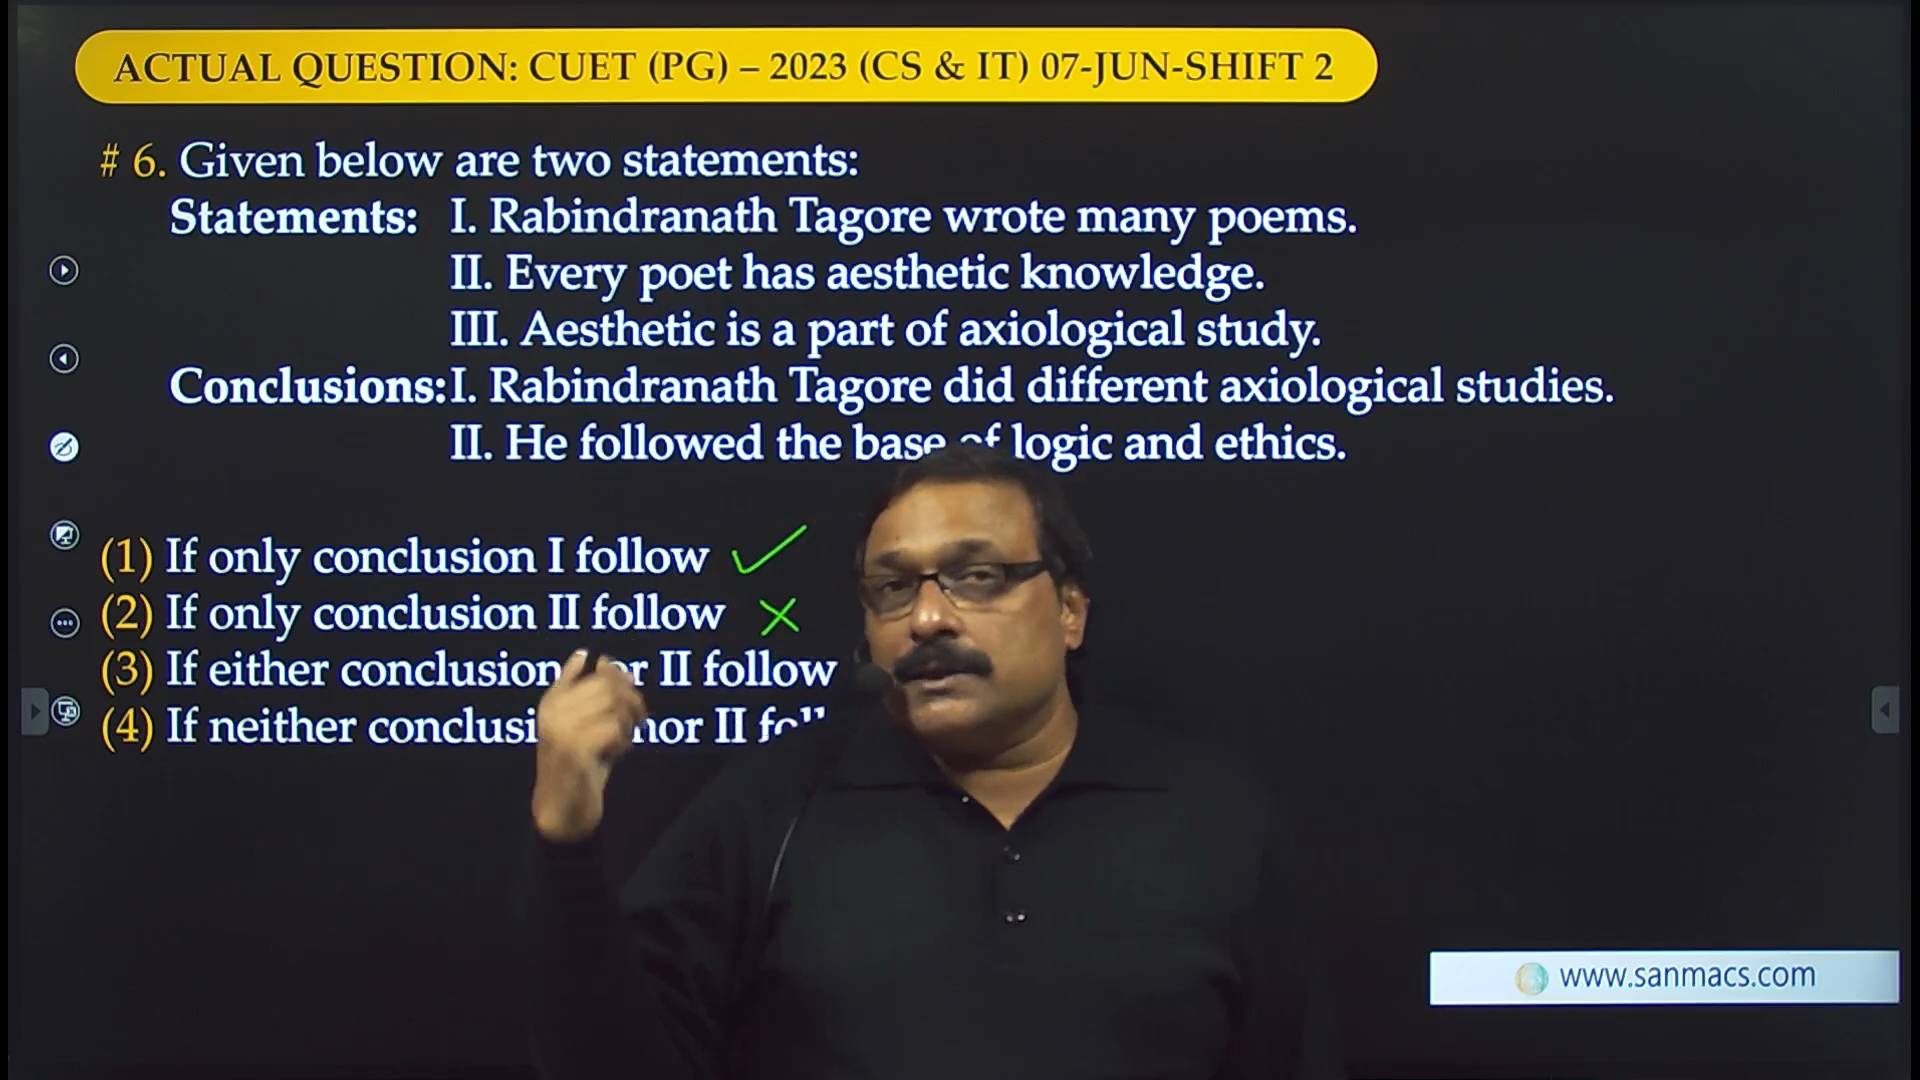 ACTUAL QUESTION: CUET (PG) – 2023 (CS & IT) 07-JUN-SHIFT 2
# 6. Given below are two statements:
Statements: I. Rabindranath Tagore wrote many poems.
II. Every poet has aesthetic knowledge.
III. Aesthetic is a part of axiological study.
Conclusions: I. Rabindranath Tagore did different axiological studies.
II. He followed the base of logic and ethics.
(1) If only conclusion I follow
(2) If only conclusion II follow
(3) If either conclusion or II follow
(4) If neither nor II
www.sanmacs.com